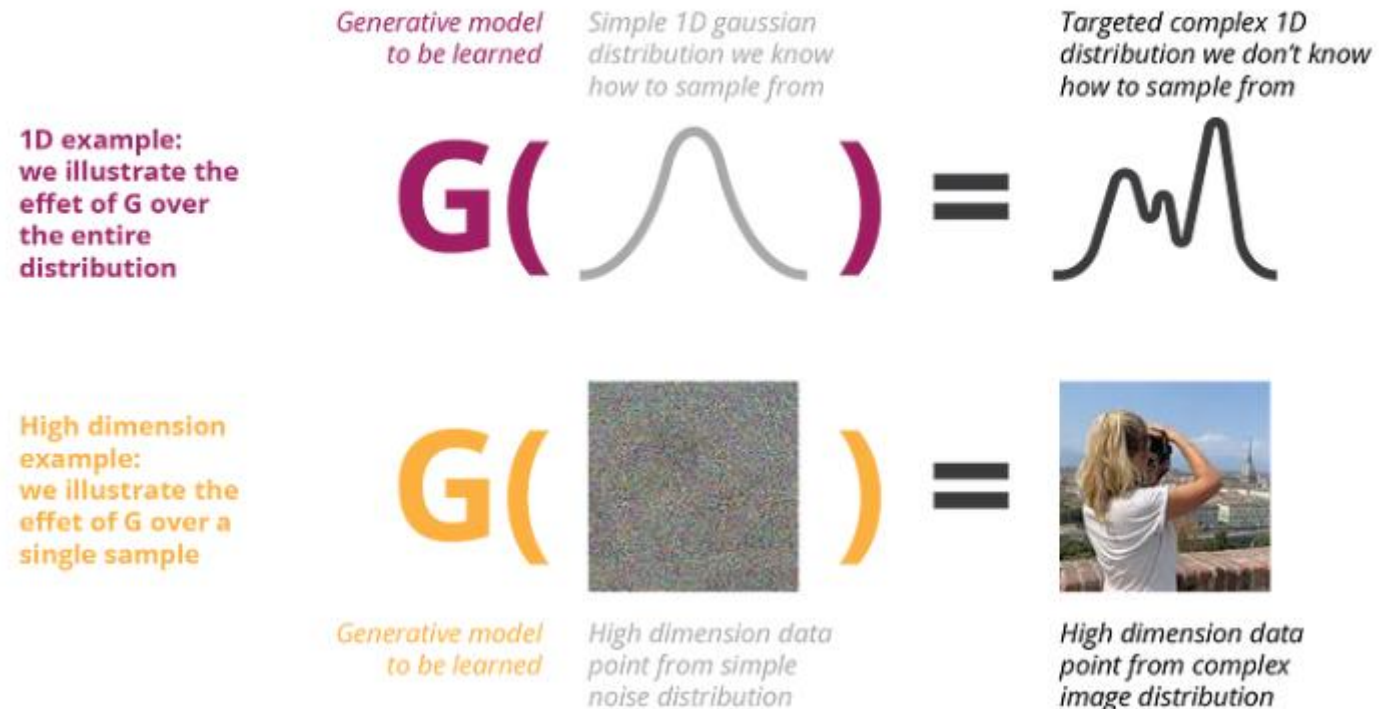 Generative model
to be learned
Simple 1D gaussian
distribution we know
how to sample from
Targeted complex 1D
distribution we don't know
how to sample from
1D example:
we illustrate the
effet of G over
the entire
distribution
G( ) =
High dimension
example:
we illustrate the
effet of G over a
single sample
G( ) =
Generative model
to be learned
High dimension data
point from simple
noise distribution
High dimension data
point from complex
image distribution